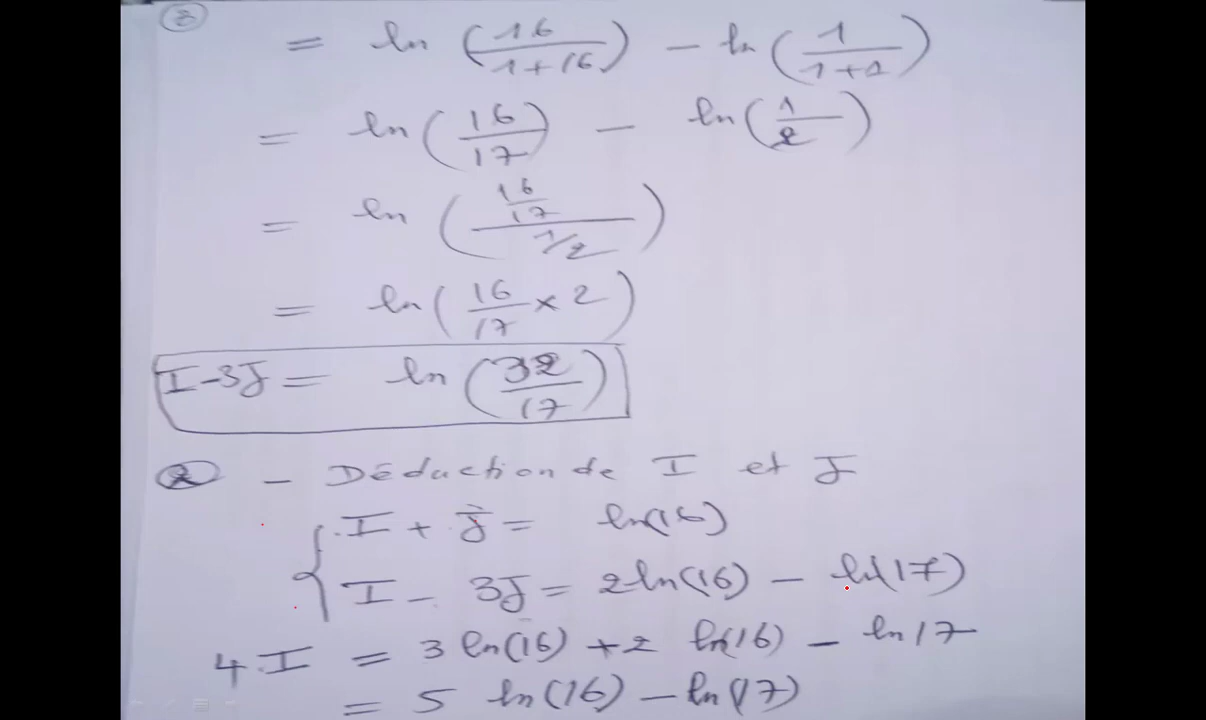 ③
= ln (16/(1+16)) − ln (1/(1+1))
= ln (16/17) − ln (1/2)
= ln ((16/17)/(1/2))
= ln (16/17 × 2)
I − 3J = ln (32/17)
② − Déduction de I et J
{ I + J = ln(16)
I − 3J = 2 ln(16) − ln(17)
4.I = 3 ln(16) + 2 ln(16) − ln 17
= 5 ln(16) − ln(17)